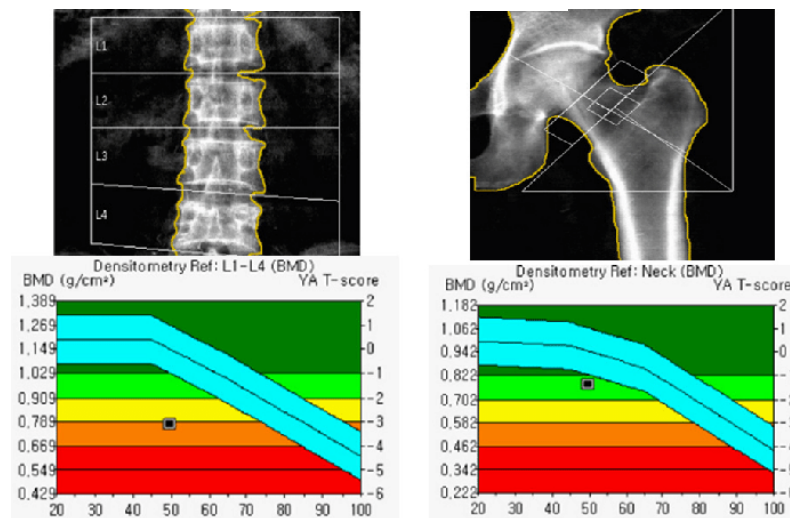 L1
L2
L3
L4
Densitometry Ref: L1-L4 (BMD)
BMD (g/cm²) YA T-score
1,389 2
1,269 1
1,149 0
1,029 -1
0,909 -2
0,789 -3
0,669 -4
0,549 -5
0,429 -6
20 30 40 50 60 70 80 90 100
Densitometry Ref: Neck (BMD)
BMD (g/cm²) YA T-score
1,182 2
1,062 1
0,942 0
0,822 -1
0,702 -2
0,582 -3
0,462 -4
0,342 -5
0,222 -6
20 30 40 50 60 70 80 90 100